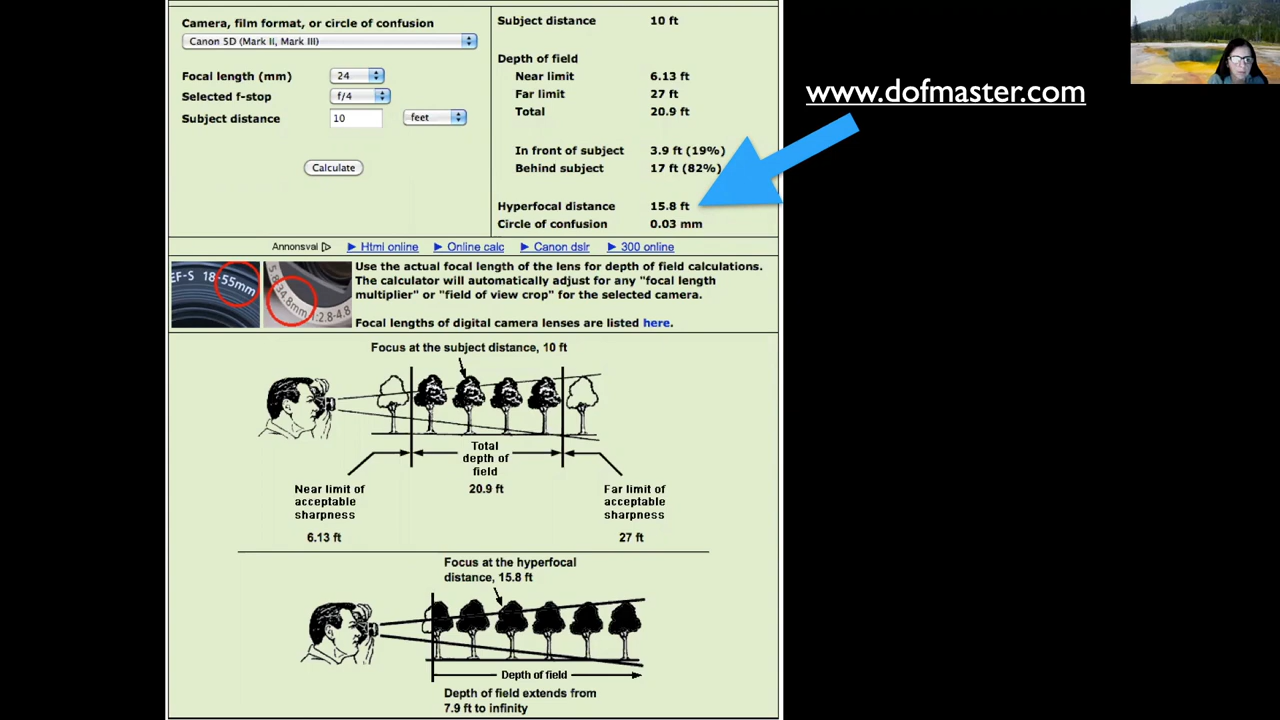 Camera, film format, or circle of confusion
Canon 5D (Mark II, Mark III)
Focal length (mm) 24
Selected f-stop f/4
Subject distance 10 feet
Calculate
Subject distance 10 ft
Depth of field
Near limit 6.13 ft
Far limit 27 ft
Total 20.9 ft
In front of subject 3.9 ft (19%)
Behind subject 17 ft (82%)
Hyperfocal distance 15.8 ft
Circle of confusion 0.03 mm
www.dofmaster.com
Annonsval ▷ ► Html online ► Online calc ► Canon dslr ► 300 online
EF-S 18-55mm
34.8mm 1:2.8-4.8
Use the actual focal length of the lens for depth of field calculations.
The calculator will automatically adjust for any "focal length
multiplier" or "field of view crop" for the selected camera.
Focal lengths of digital camera lenses are listed here.
Focus at the subject distance, 10 ft
Total
depth of
field
20.9 ft
Near limit of
acceptable
sharpness
6.13 ft
Far limit of
acceptable
sharpness
27 ft
Focus at the hyperfocal
distance, 15.8 ft
Depth of field
Depth of field extends from
7.9 ft to infinity